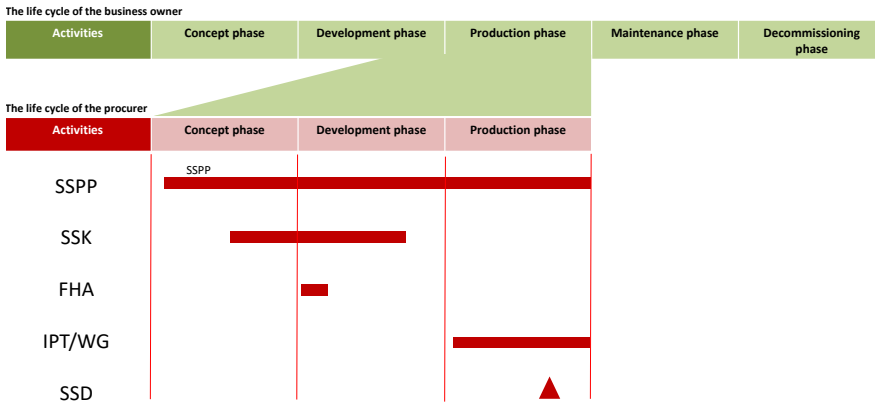 The life cycle of the business owner
Activities Concept phase Development phase Production phase Maintenance phase Decommissioning phase
The life cycle of the procurer
Activities Concept phase Development phase Production phase
SSPP
SSPP
SSK
FHA
IPT/WG
SSD